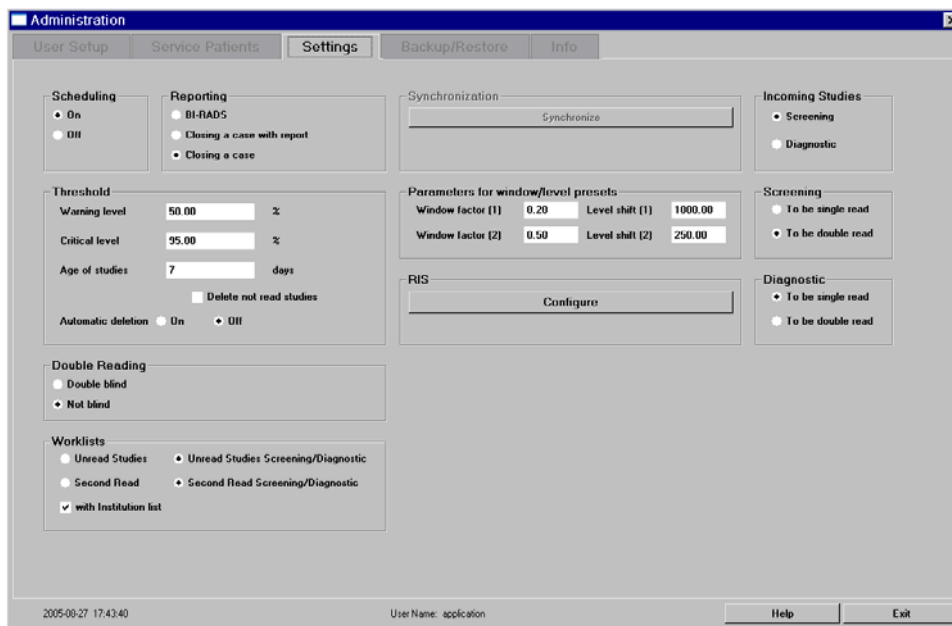 Administration
User Setup Service Patients Settings Backup/Restore Info
Scheduling
On
Off
Reporting
BI-RADS
Closing a case with report
Closing a case
Synchronization
Synchronize
Incoming Studies
Screening
Diagnostic
Threshold
Warning level 50.00 %
Critical level 95.00 %
Age of studies 7 days
Delete not read studies
Automatic deletion On Off
Parameters for window/level presets
Window factor (1) 0.20 Level shift (1) 1000.00
Window factor (2) 0.50 Level shift (2) 250.00
Screening
To be single read
To be double read
RIS
Configure
Diagnostic
To be single read
To be double read
Double Reading
Double blind
Not blind
Worklists
Unread Studies Unread Studies Screening/Diagnostic
Second Read Second Read Screening/Diagnostic
with Institution list
2005-08-27 17:43:40 User Name: application Help Exit